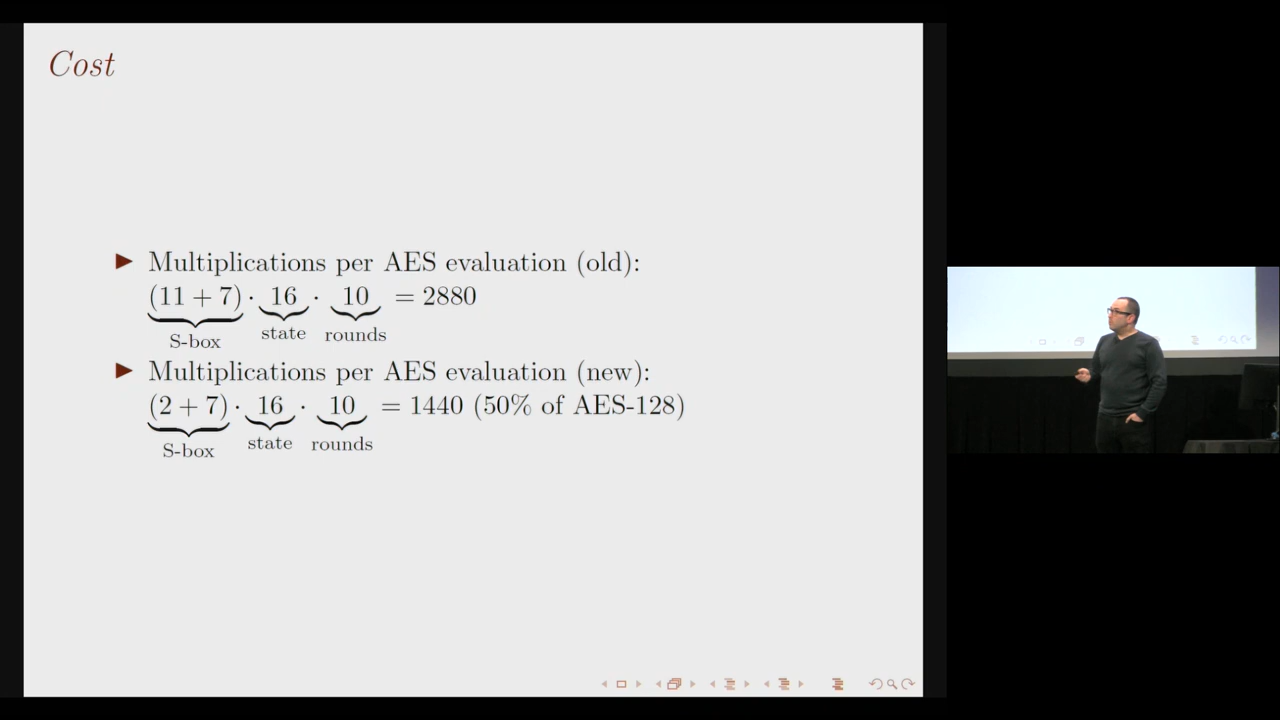 Cost
▶ Multiplications per AES evaluation (old):
(11 + 7) · 16 · 10 = 2880
S-box state rounds
▶ Multiplications per AES evaluation (new):
(2 + 7) · 16 · 10 = 1440 (50% of AES-128)
S-box state rounds